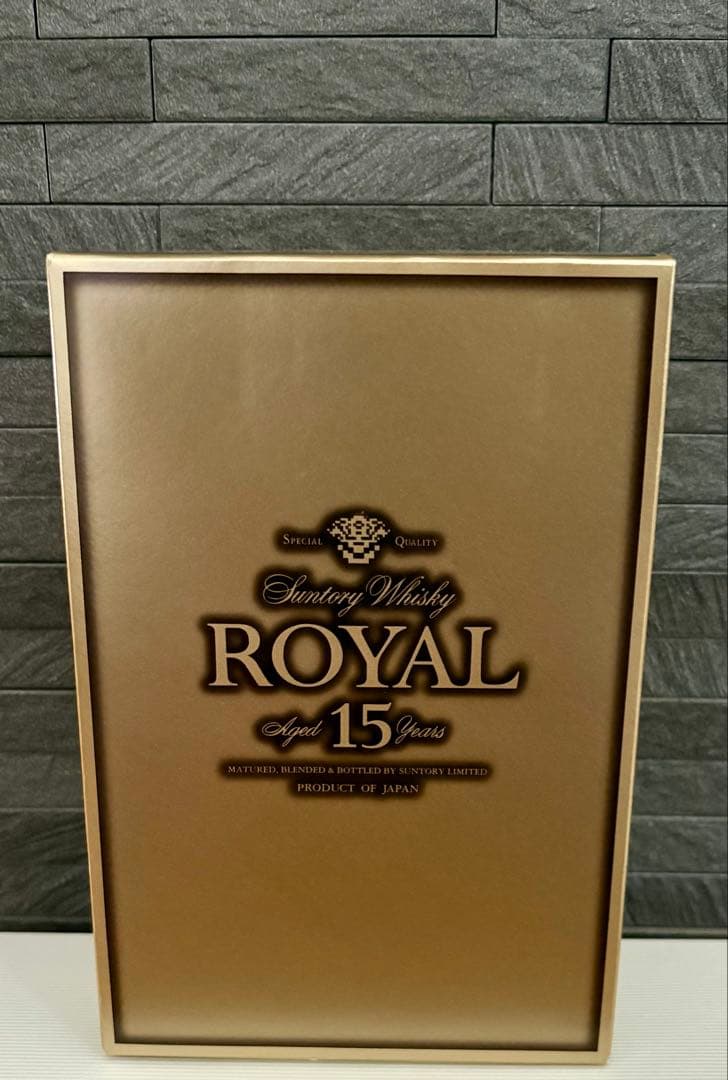 SPECIAL QUALITY
Suntory Whisky
ROYAL
Aged 15 Years
MATURED, BLENDED & BOTTLED BY SUNTORY LIMITED
PRODUCT OF JAPAN